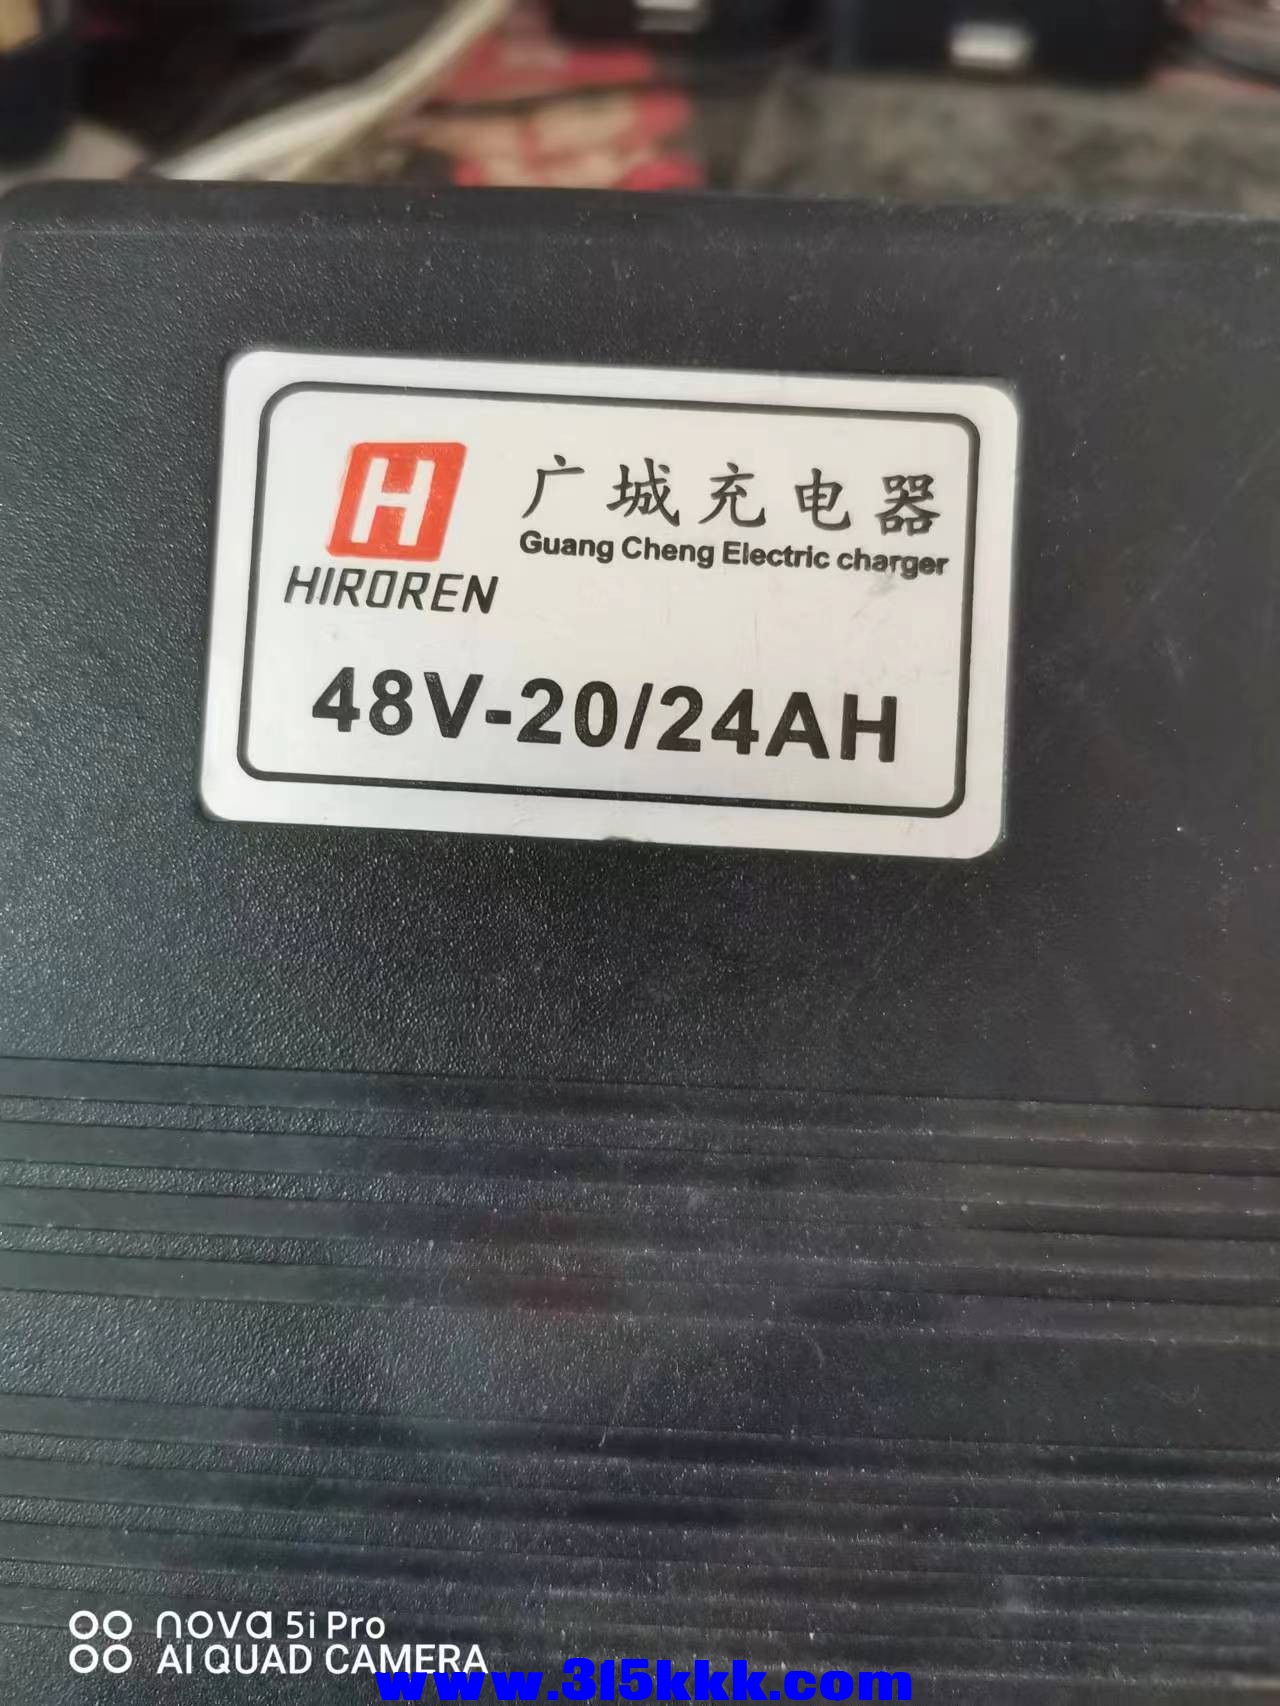 H
HIROREN
广城充电器
Guang Cheng Electric charger
48V-20/24AH
nova 5i Pro
AI QUAD CAMERA
www.315kkk.com